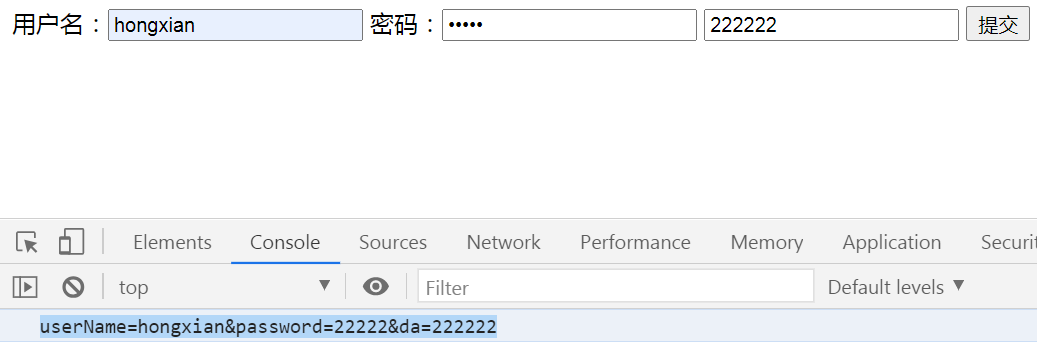 用户名：hongxian 密码：••••• 222222 提交
Elements Console Sources Network Performance Memory Application Securit
top Filter Default levels
userName=hongxian&password=22222&da=222222